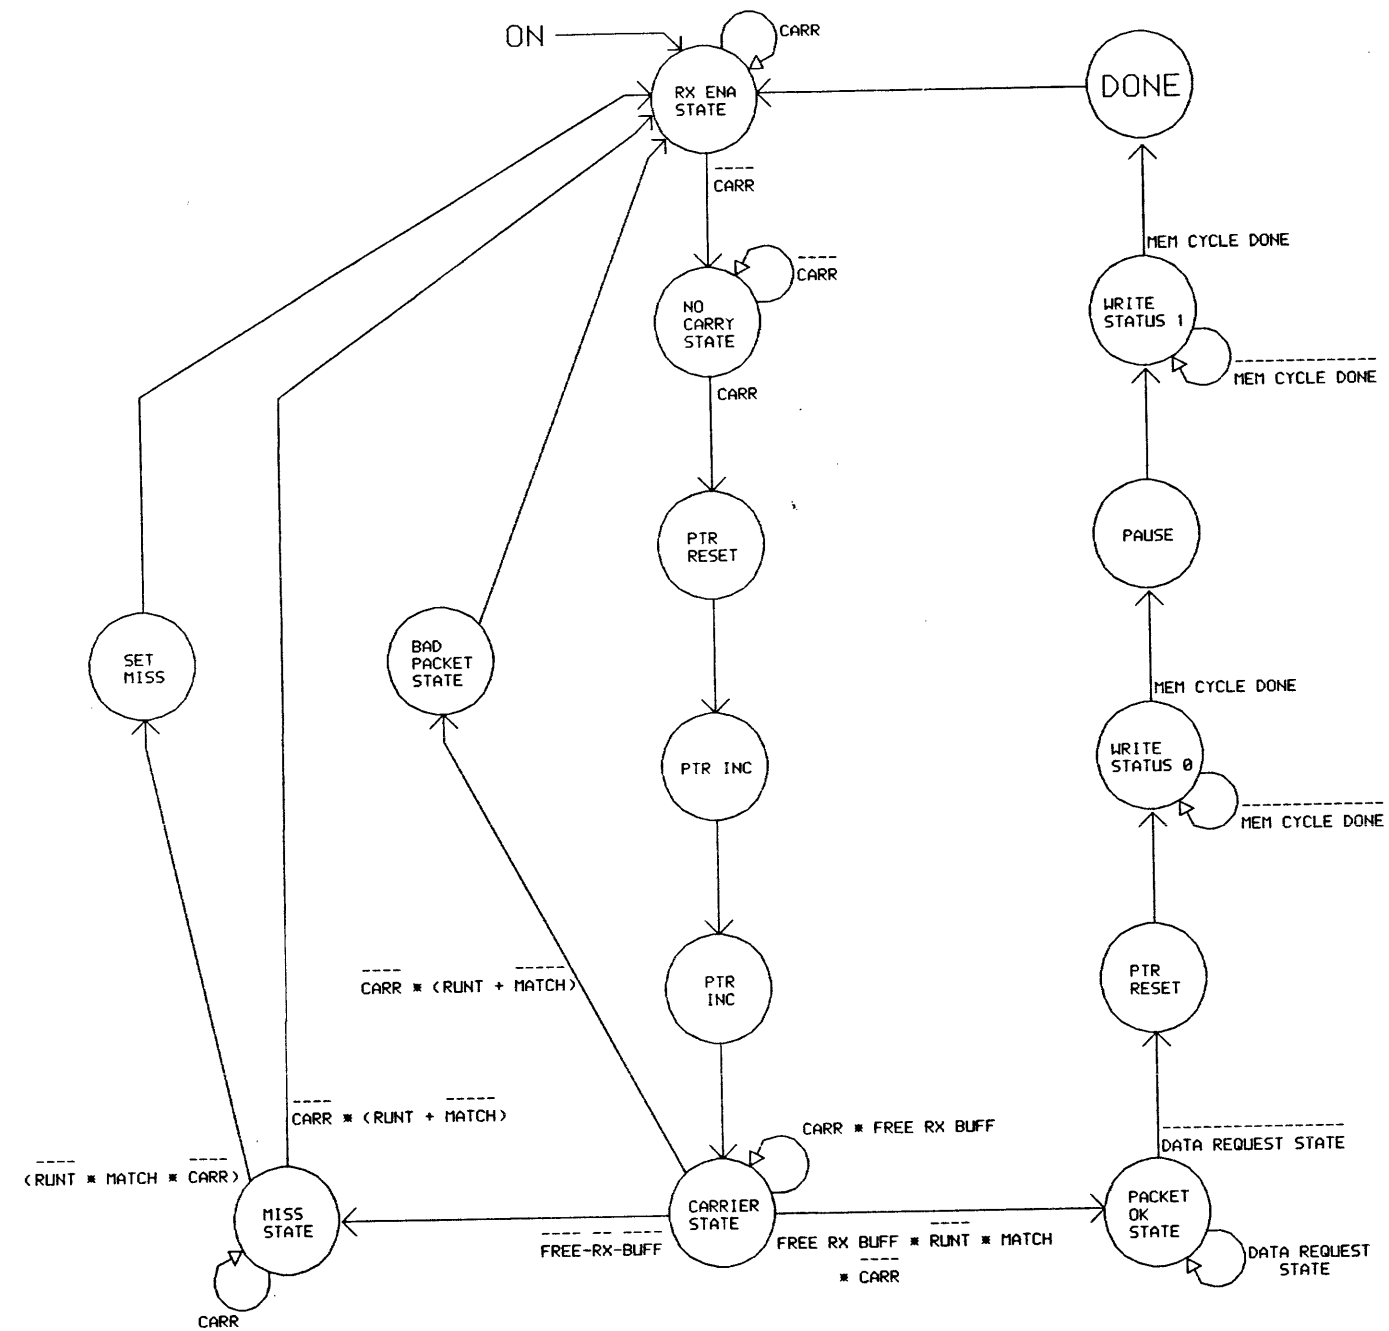 ON
CARR
RX ENA
STATE
DONE
CARR
MEM CYCLE DONE
CARR
NO
CARRY
STATE
WRITE
STATUS 1
MEM CYCLE DONE
CARR
PTR
RESET
PAUSE
SET
MISS
BAD
PACKET
STATE
MEM CYCLE DONE
PTR INC
WRITE
STATUS 0
MEM CYCLE DONE
CARR * (RUNT + MATCH)
PTR
INC
PTR
RESET
CARR * (RUNT + MATCH)
CARR * FREE RX BUFF
DATA REQUEST STATE
(RUNT * MATCH * CARR)
MISS
STATE
CARRIER
STATE
PACKET
OK
STATE
FREE-RX-BUFF
FREE RX BUFF * RUNT * MATCH
* CARR
DATA REQUEST
STATE
CARR